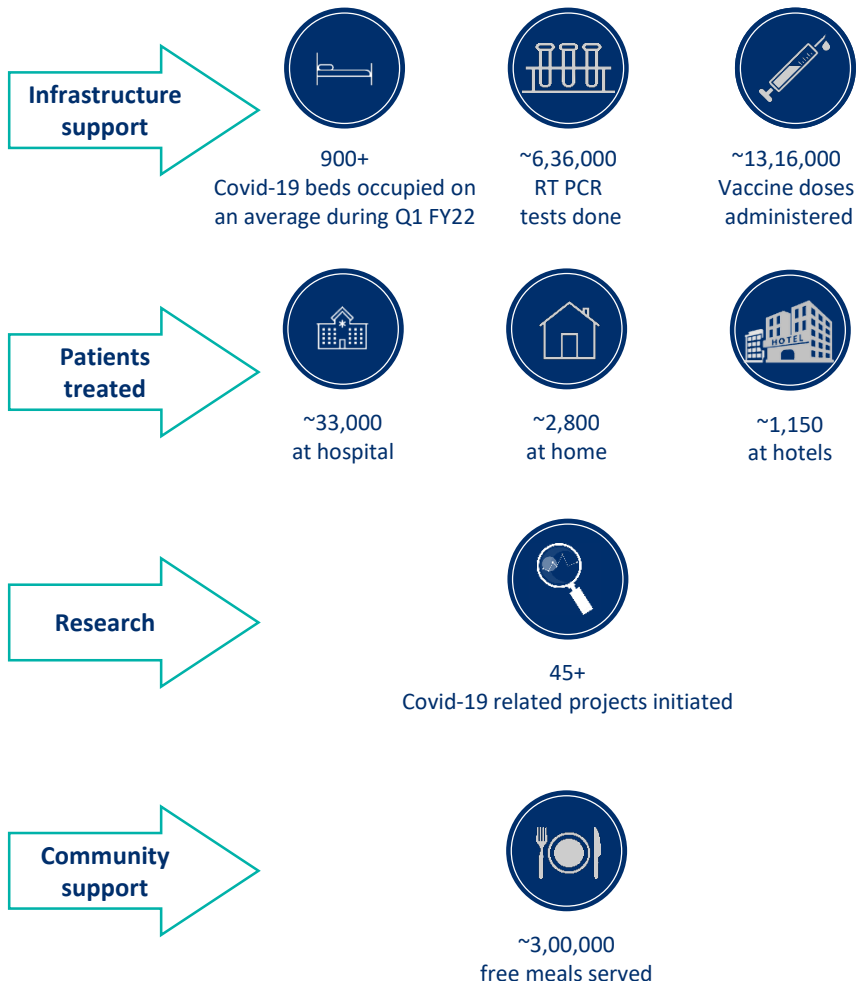 Infrastructure
support
900+
Covid-19 beds occupied on
an average during Q1 FY22
~6,36,000
RT PCR
tests done
~13,16,000
Vaccine doses
administered
Patients
treated
~33,000
at hospital
~2,800
at home
HOTEL
~1,150
at hotels
Research
45+
Covid-19 related projects initiated
Community
support
~3,00,000
free meals served